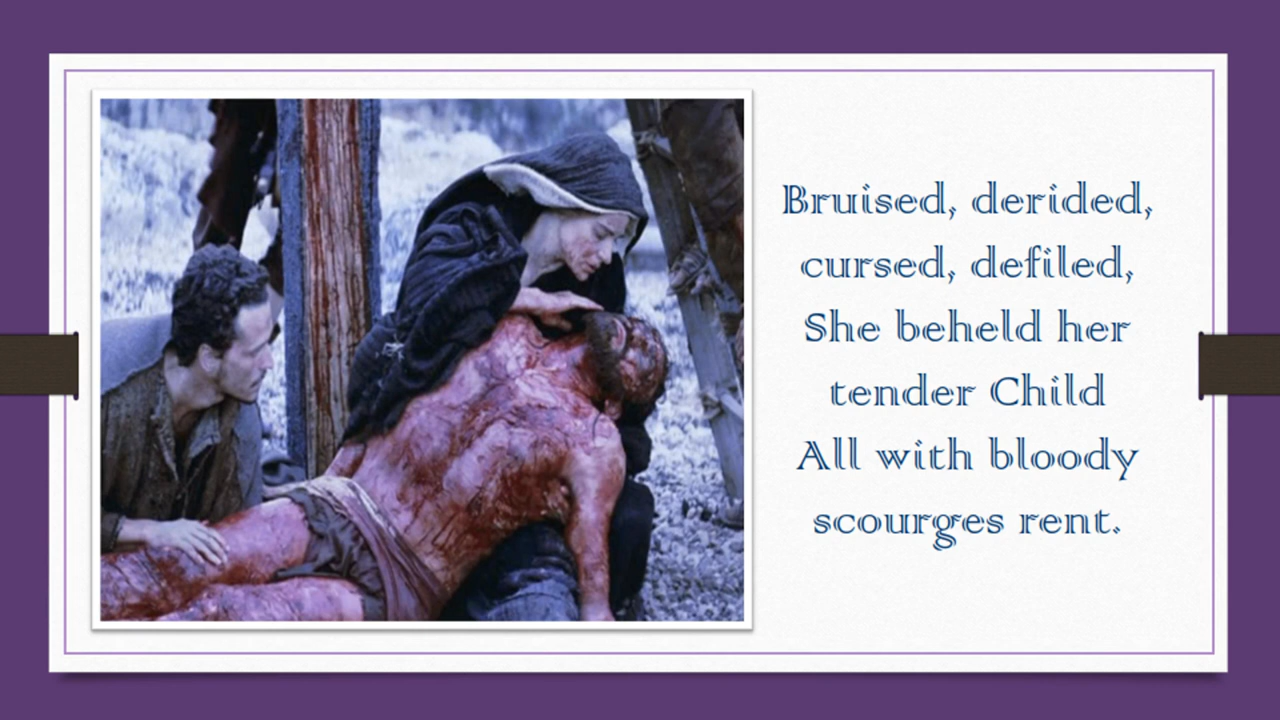 Bruised, derided,
cursed, defiled,
She beheld her
tender Child
All with bloody
scourges rent.